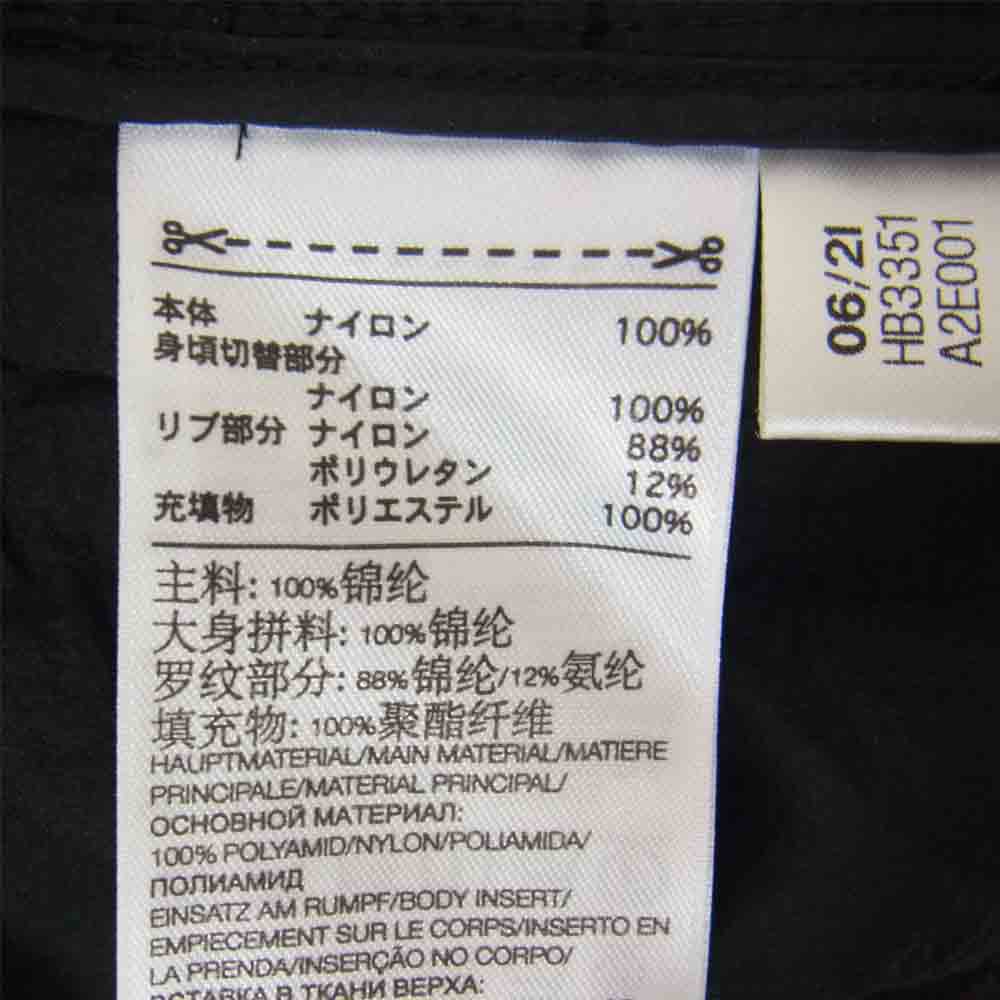 本体 ナイロン 100%
身頃切替部分
ナイロン 100%
リブ部分 ナイロン 88%
ポリウレタン 12%
充填物 ポリエステル 100%
主料: 100%锦纶
大身拼料: 100%锦纶
罗纹部分: 88%锦纶/12%氨纶
填充物: 100%聚酯纤维
HAUPTMATERIAL/MAIN MATERIAL/MATIERE
PRINCIPALE/MATERIAL PRINCIPAL/
ОСНОВНОЙ МАТЕРИАЛ:
100% POLYAMID/NYLON/POLIAMIDA/
ПОЛИАМИД
EINSATZ AM RUMPF/BODY INSERT/
EMPIECEMENT SUR LE CORPS/INSERTO EN
LA PRENDA/INSERÇÃO NO CORPO/
ВСТАВКА В ТКАНИ ВЕРХА:
06/21
HB3351
A2E001